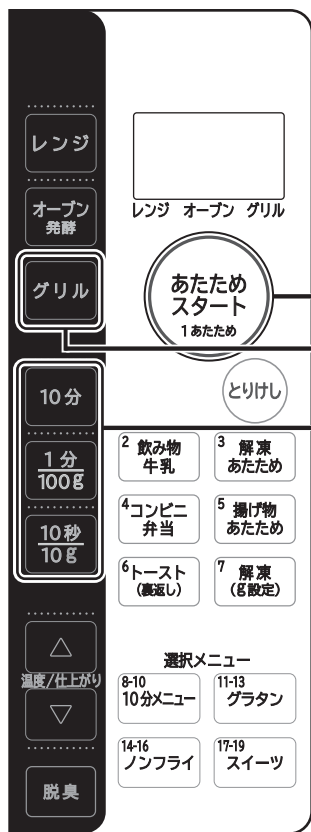 レンジ
オーブン
発酵
グリル
10分
1分
100g
10秒
10g
温度/仕上がり
脱臭
レンジ オーブン グリル
あたため
スタート
1あたため
とりけし
2 飲み物
牛乳
3 解凍
あたため
4コンビニ
弁当
5 揚げ物
あたため
6トースト
(裏返し)
7 解凍
(g設定)
選択メニュー
8-10
10分メニュー
11-13
グラタン
14-16
ノンフライ
17-19
スイーツ